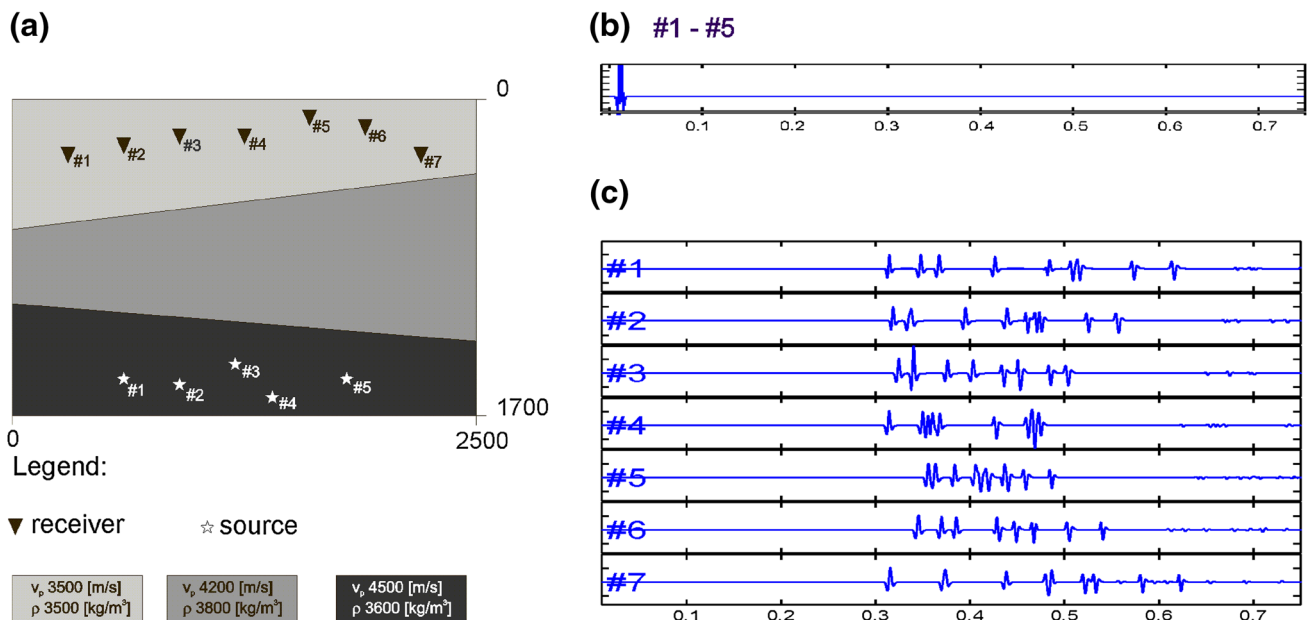 (a)
0
#1
#2
#3
#4
#5
#6
#7
#1
#2
#3
#4
#5
1700
0
2500
Legend:
receiver
source
vₚ 3500 [m/s]
ρ 3500 [kg/m³]
vₚ 4200 [m/s]
ρ 3800 [kg/m³]
vₚ 4500 [m/s]
ρ 3600 [kg/m³]
(b) #1 - #5
0.1 0.2 0.3 0.4 0.5 0.6 0.7
(c)
#1
#2
#3
#4
#5
#6
#7
0.1 0.2 0.3 0.4 0.5 0.6 0.7